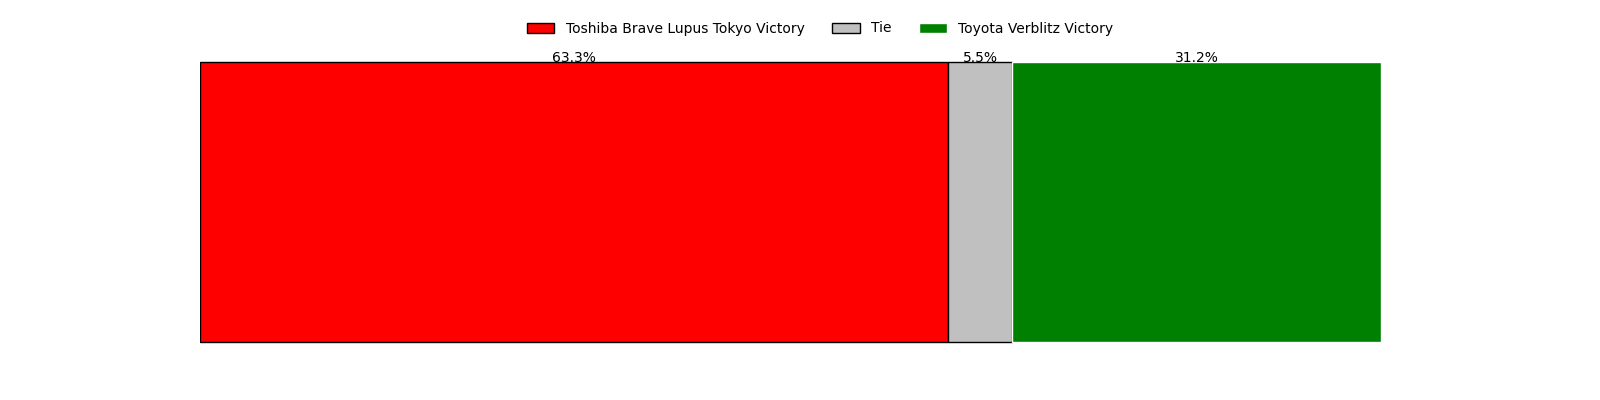 Toshiba Brave Lupus Tokyo Victory Tie Toyota Verblitz Victory
63.3% 5.5% 31.2%